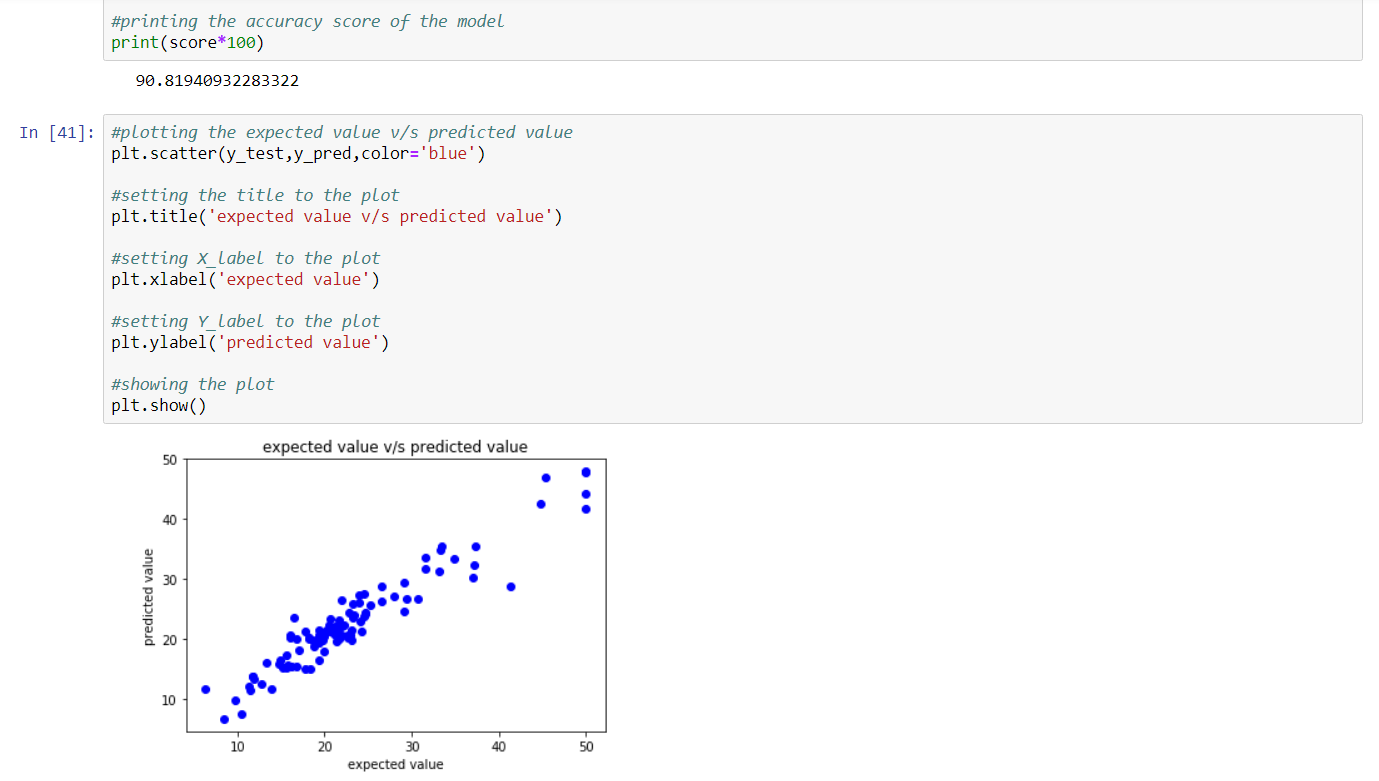 #printing the accuracy score of the model
print(score*100)
90.81940932283322
In [41]:
#plotting the expected value v/s predicted value
plt.scatter(y_test,y_pred,color='blue')
#setting the title to the plot
plt.title('expected value v/s predicted value')
#setting X_label to the plot
plt.xlabel('expected value')
#setting Y_label to the plot
plt.ylabel('predicted value')
#showing the plot
plt.show()
expected value v/s predicted value
50
40
30
20
10
predicted value
10 20 30 40 50
expected value